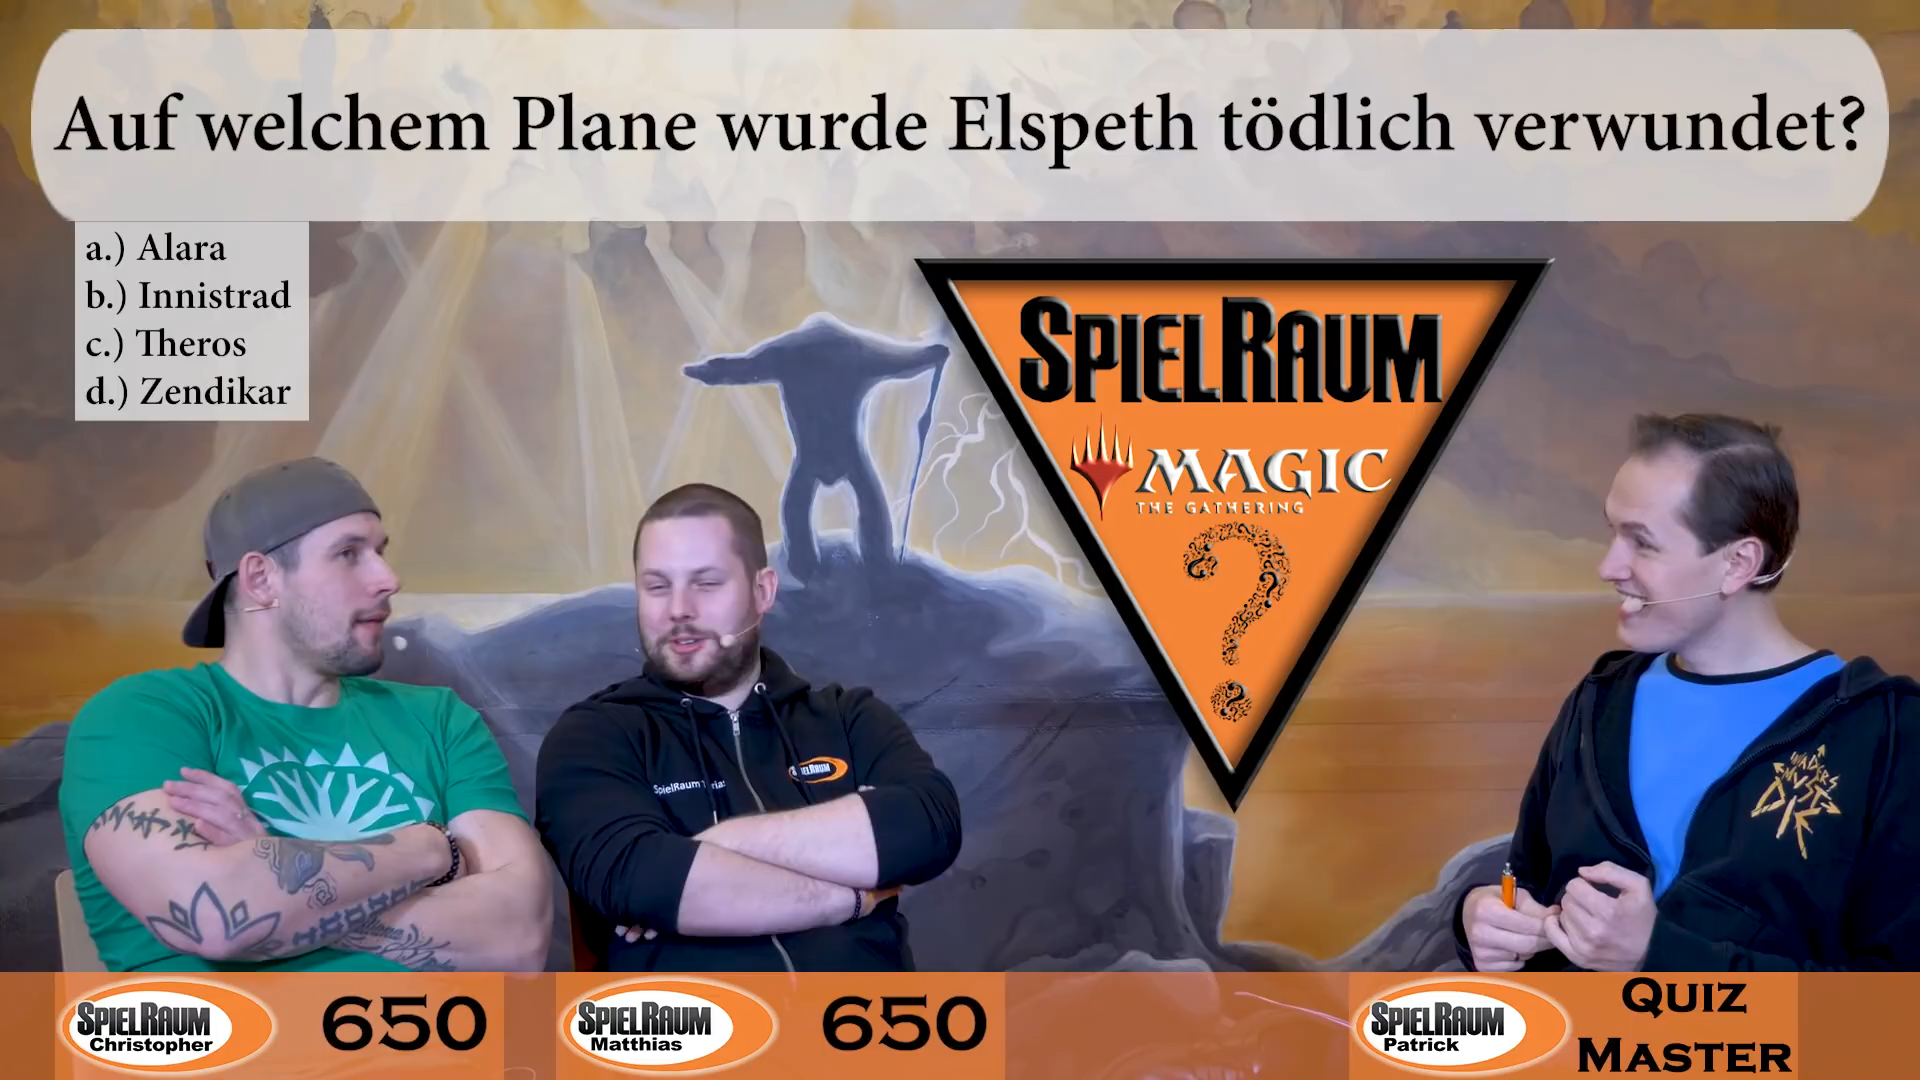 Auf welchem Plane wurde Elspeth tödlich verwundet?
a.) Alara
b.) Innistrad
c.) Theros
d.) Zendikar
SPIELRAUM
MAGIC
THE GATHERING
?
SPIELRAUM
SpielRaum
SPIELRAUM
Christopher
650
SPIELRAUM
Matthias
650
SPIELRAUM
Patrick
QUIZ
MASTER